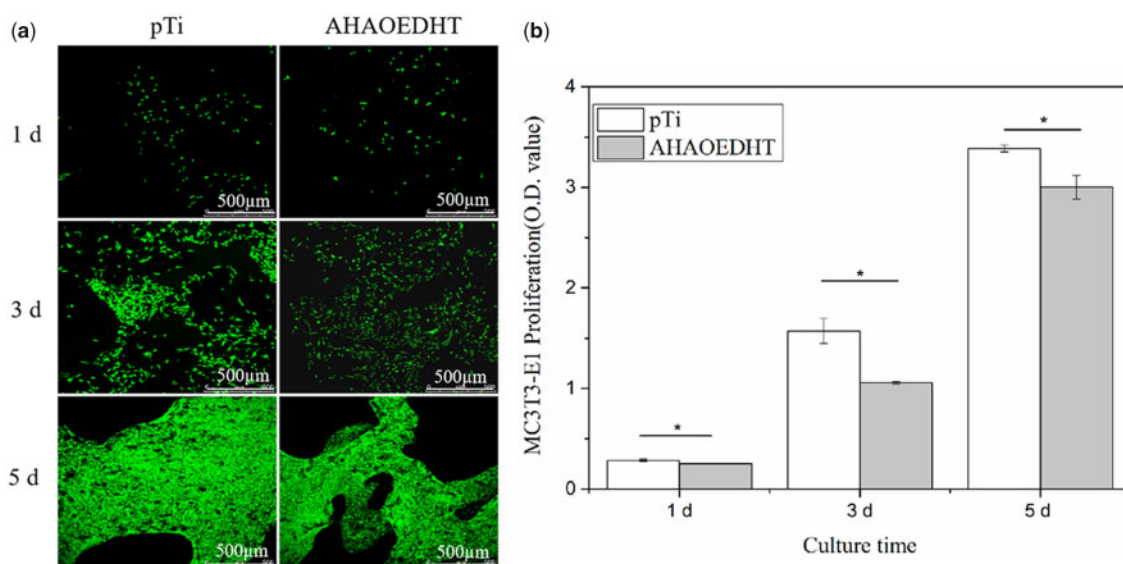 (a)
pTi
AHAOEDHT
1 d
500μm
500μm
3 d
500μm
500μm
5 d
500μm
500μm
(b)
MC3T3-E1 Proliferation(O.D. value)
4
3
2
1
0
pTi
AHAOEDHT
*
*
*
1 d
3 d
5 d
Culture time